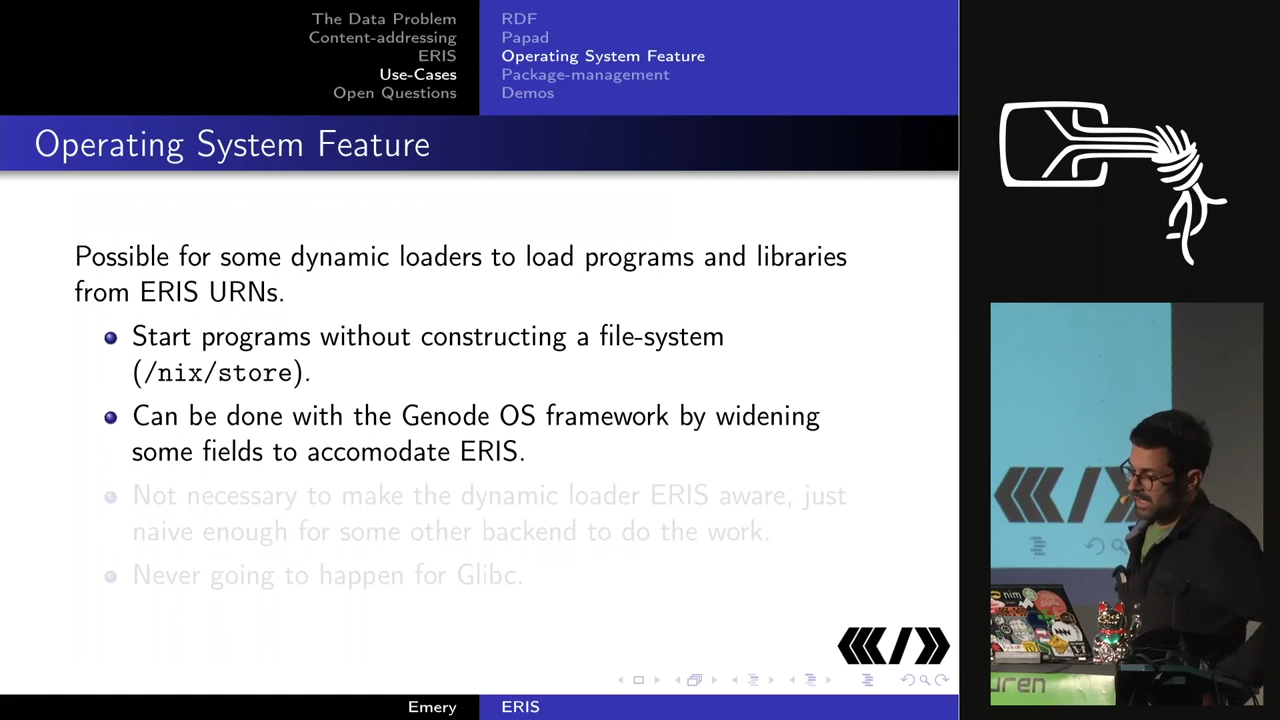 The Data Problem
Content-addressing
ERIS
Use-Cases
Open Questions
RDF
Papad
Operating System Feature
Package-management
Demos
Operating System Feature
Possible for some dynamic loaders to load programs and libraries
from ERIS URNs.
Start programs without constructing a file-system
(/nix/store).
Can be done with the Genode OS framework by widening
some fields to accomodate ERIS.
Not necessary to make the dynamic loader ERIS aware, just
naive enough for some other backend to do the work.
Never going to happen for Glibc.
Emery
ERIS
nim
uren